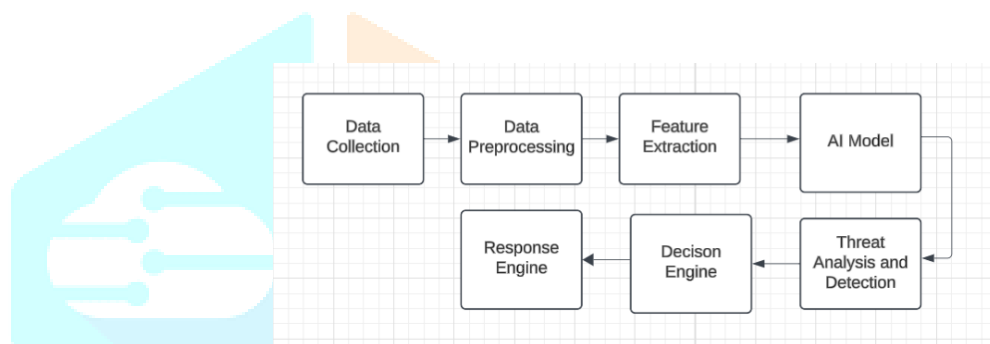 Data
Collection
Data
Preprocessing
Feature
Extraction
AI Model
Threat
Analysis and
Detection
Decison
Engine
Response
Engine